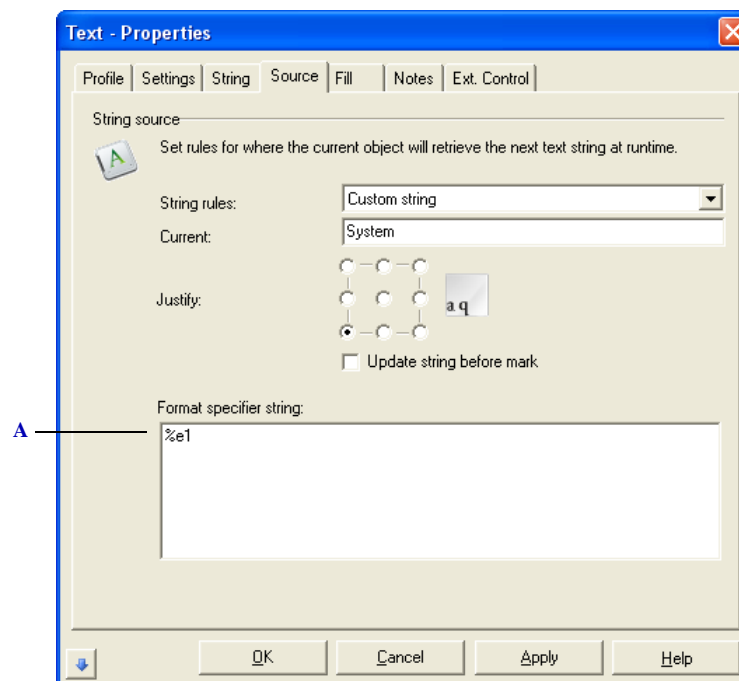 Text - Properties
Profile Settings String Source Fill Notes Ext. Control
String source
A
Set rules for where the current object will retrieve the next text string at runtime.
String rules: Custom string
Current: System
Justify: a q
Update string before mark
Format specifier string:
A %e1
OK Cancel Apply Help